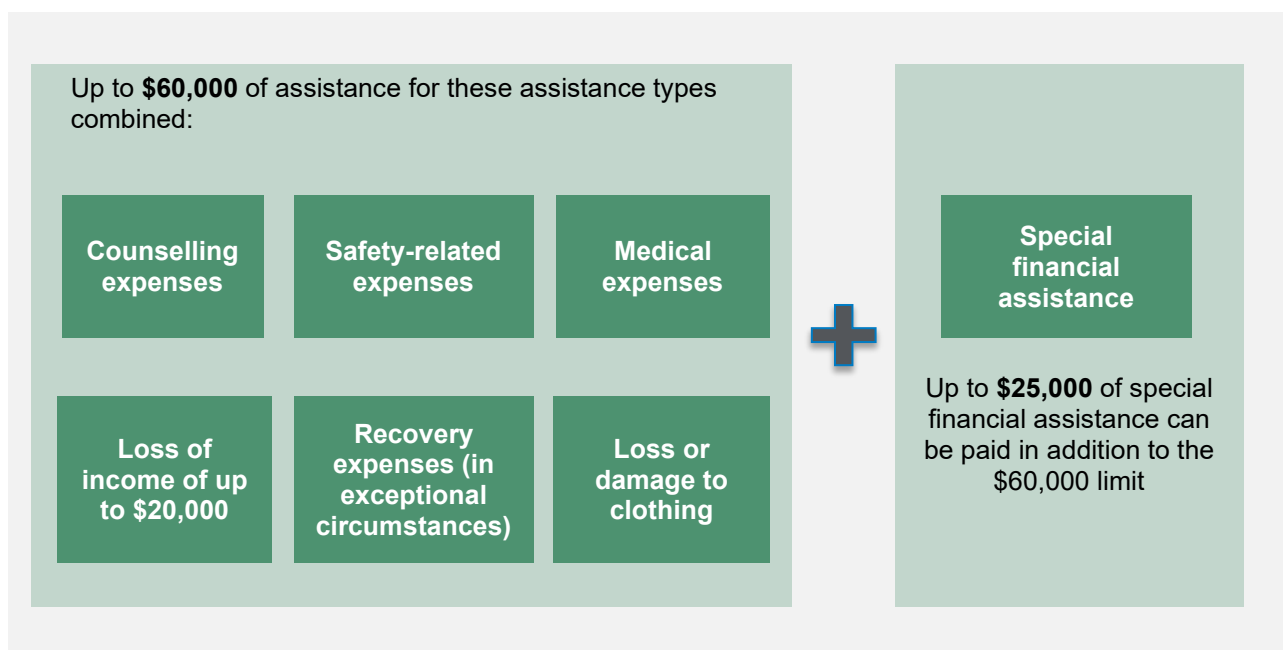 Up to $60,000 of assistance for these assistance types
combined:
Counselling
expenses
Safety-related
expenses
Medical
expenses
Loss of
income of up
to $20,000
Recovery
expenses (in
exceptional
circumstances)
Loss or
damage to
clothing
Special
financial
assistance
Up to $25,000 of special
financial assistance can
be paid in addition to the
$60,000 limit